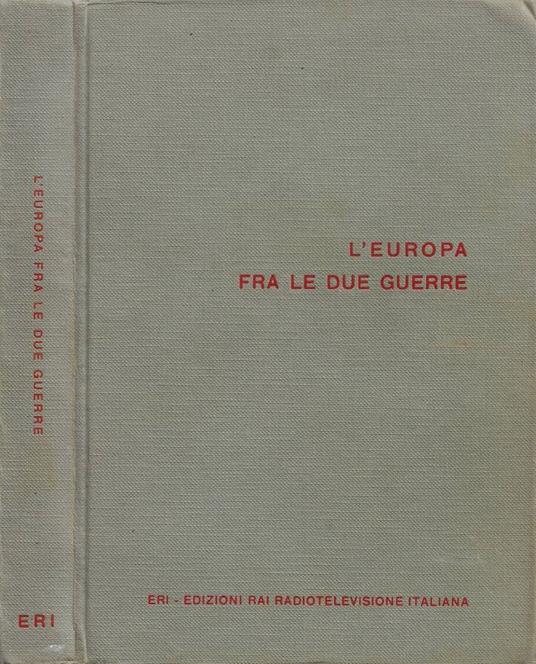 L'EUROPA FRA LE DUE GUERRE
ERI
L'EUROPA
FRA LE DUE GUERRE
ERI - EDIZIONI RAI RADIOTELEVISIONE ITALIANA